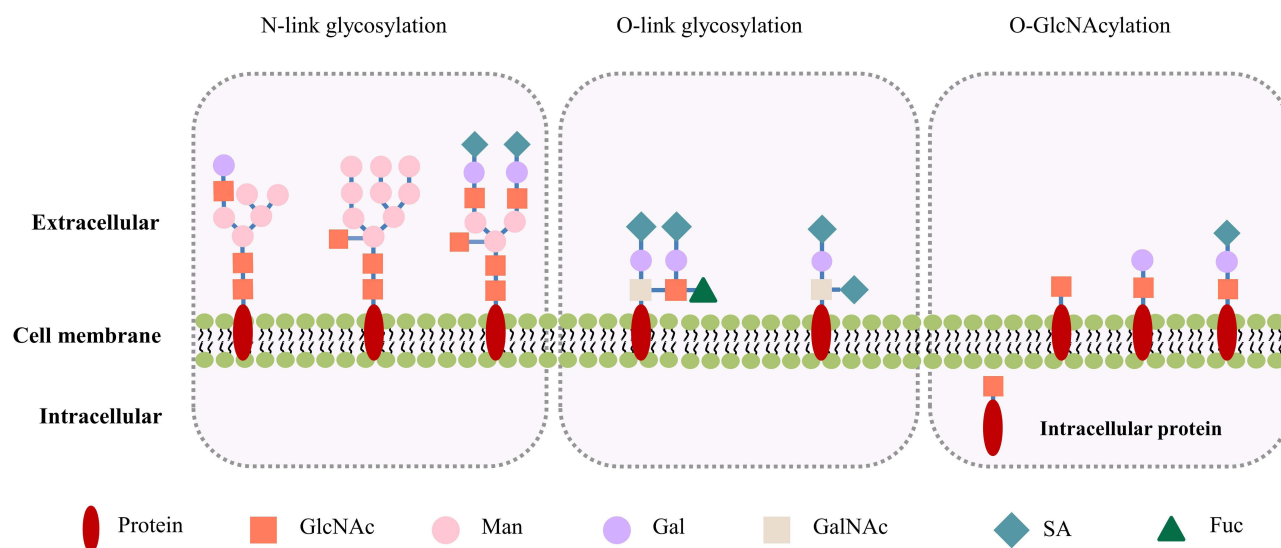 N-link glycosylation
O-link glycosylation
O-GlcNAcylation
Extracellular
Cell membrane
Intracellular
Intracellular protein
Protein
GlcNAc
Man
Gal
GalNAc
SA
Fuc